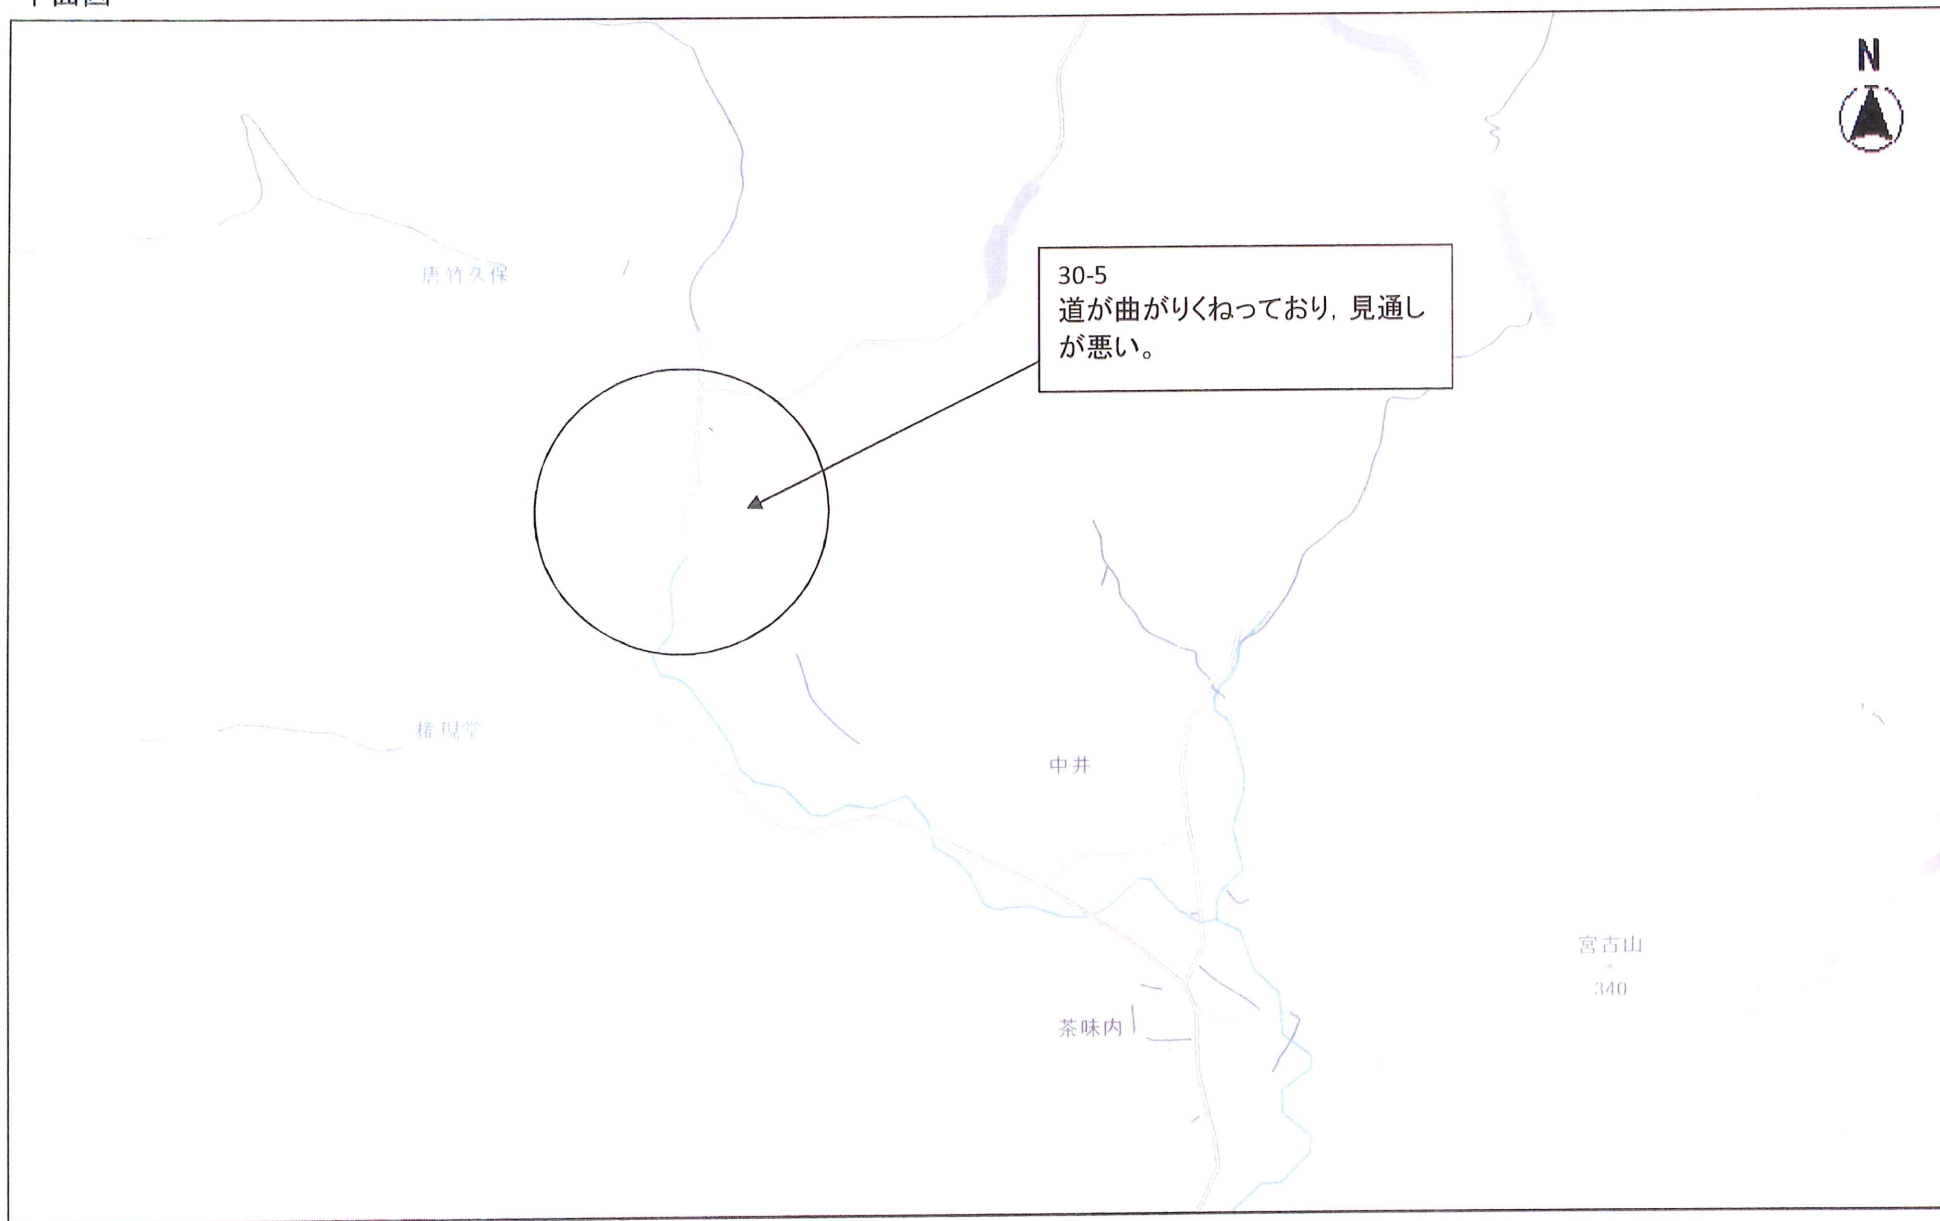 平面図
N
唐竹久保
30-5
道が曲がりくねっており, 見通し
が悪い。
権現堂
中井
宮古山
340
茶味内